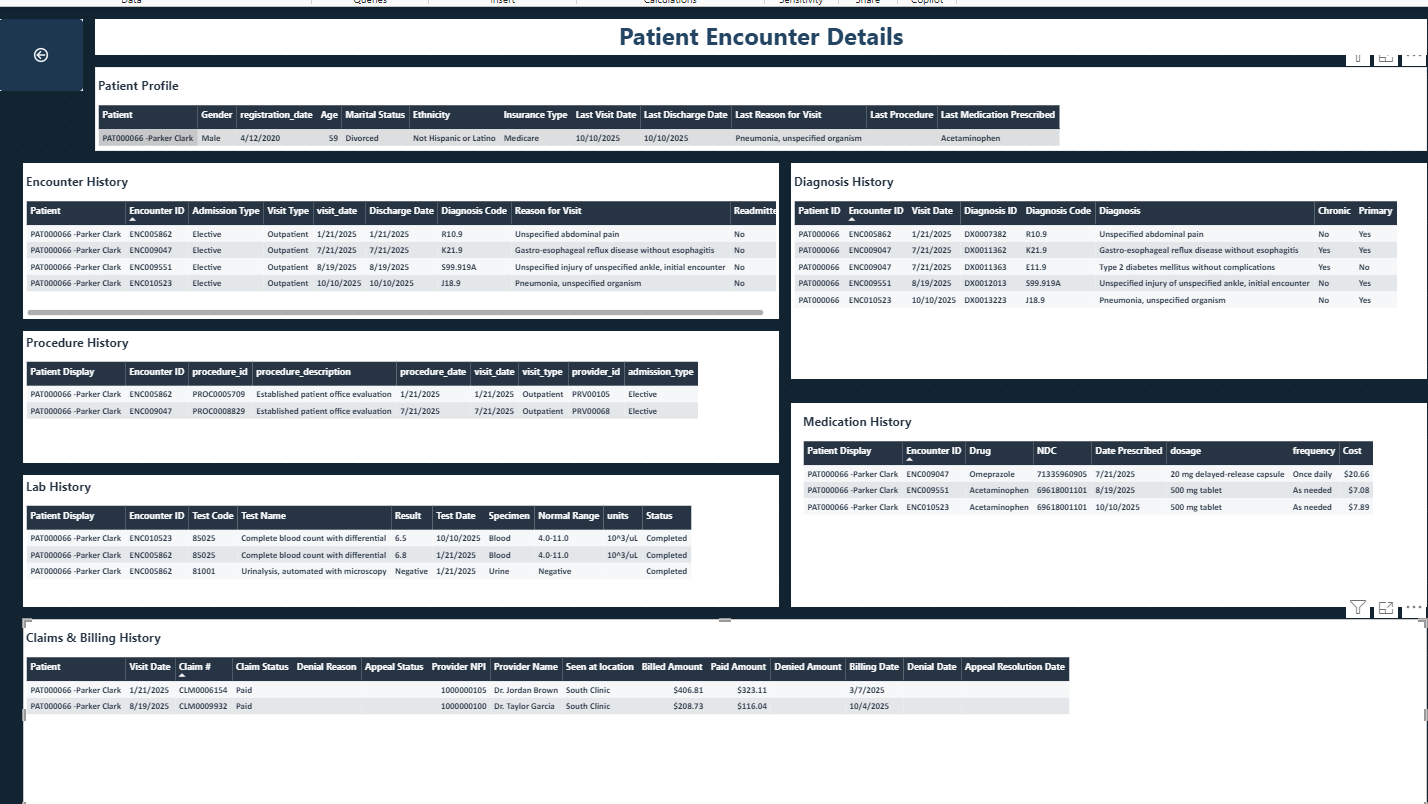 Data Queries Insert Calculations Sensitivity Share Copilot
Patient Encounter Details
Patient Profile
Patient Gender registration_date Age Marital Status Ethnicity Insurance Type Last Visit Date Last Discharge Date Last Reason for Visit Last Procedure Last Medication Prescribed
PAT000066 -Parker Clark Male 4/12/2020 59 Divorced Not Hispanic or Latino Medicare 10/10/2025 10/10/2025 Pneumonia, unspecified organism Acetaminophen
Encounter History
Patient Encounter ID Admission Type Visit Type visit_date Discharge Date Diagnosis Code Reason for Visit Readmitte
PAT000066 -Parker Clark ENC005862 Elective Outpatient 1/21/2025 1/21/2025 R10.9 Unspecified abdominal pain No
PAT000066 -Parker Clark ENC009047 Elective Outpatient 7/21/2025 7/21/2025 K21.9 Gastro-esophageal reflux disease without esophagitis No
PAT000066 -Parker Clark ENC009551 Elective Outpatient 8/19/2025 8/19/2025 S99.919A Unspecified injury of unspecified ankle, initial encounter No
PAT000066 -Parker Clark ENC010523 Elective Outpatient 10/10/2025 10/10/2025 J18.9 Pneumonia, unspecified organism No
Diagnosis History
Patient ID Encounter ID Visit Date Diagnosis ID Diagnosis Code Diagnosis Chronic Primary
PAT000066 ENC005862 1/21/2025 DX0007382 R10.9 Unspecified abdominal pain No Yes
PAT000066 ENC009047 7/21/2025 DX0011362 K21.9 Gastro-esophageal reflux disease without esophagitis Yes Yes
PAT000066 ENC009047 7/21/2025 DX0011363 E11.9 Type 2 diabetes mellitus without complications Yes No
PAT000066 ENC009551 8/19/2025 DX0012013 S99.919A Unspecified injury of unspecified ankle, initial encounter No Yes
PAT000066 ENC010523 10/10/2025 DX0013223 J18.9 Pneumonia, unspecified organism No Yes
Procedure History
Patient Display Encounter ID procedure_id procedure_description procedure_date visit_date visit_type provider_id admission_type
PAT000066 -Parker Clark ENC005862 PROC0005709 Established patient office evaluation 1/21/2025 1/21/2025 Outpatient PRV00105 Elective
PAT000066 -Parker Clark ENC009047 PROC0008829 Established patient office evaluation 7/21/2025 7/21/2025 Outpatient PRV00068 Elective
Medication History
Patient Display Encounter ID Drug NDC Date Prescribed dosage frequency Cost
PAT000066 -Parker Clark ENC009047 Omeprazole 71335960905 7/21/2025 20 mg delayed-release capsule Once daily $20.66
PAT000066 -Parker Clark ENC009551 Acetaminophen 69618001101 8/19/2025 500 mg tablet As needed $7.08
PAT000066 -Parker Clark ENC010523 Acetaminophen 69618001101 10/10/2025 500 mg tablet As needed $7.89
Lab History
Patient Display Encounter ID Test Code Test Name Result Test Date Specimen Normal Range units Status
PAT000066 -Parker Clark ENC010523 85025 Complete blood count with differential 6.5 10/10/2025 Blood 4.0-11.0 10^3/uL Completed
PAT000066 -Parker Clark ENC005862 85025 Complete blood count with differential 6.8 1/21/2025 Blood 4.0-11.0 10^3/uL Completed
PAT000066 -Parker Clark ENC005862 81001 Urinalysis, automated with microscopy Negative 1/21/2025 Urine Negative Completed
Claims & Billing History
Patient Visit Date Claim # Claim Status Denial Reason Appeal Status Provider NPI Provider Name Seen at location Billed Amount Paid Amount Denied Amount Billing Date Denial Date Appeal Resolution Date
PAT000066 -Parker Clark 1/21/2025 CLM0006154 Paid 1000000105 Dr. Jordan Brown South Clinic $406.81 $323.11 3/7/2025
PAT000066 -Parker Clark 8/19/2025 CLM0009932 Paid 1000000100 Dr. Taylor Garcia South Clinic $208.73 $116.04 10/4/2025